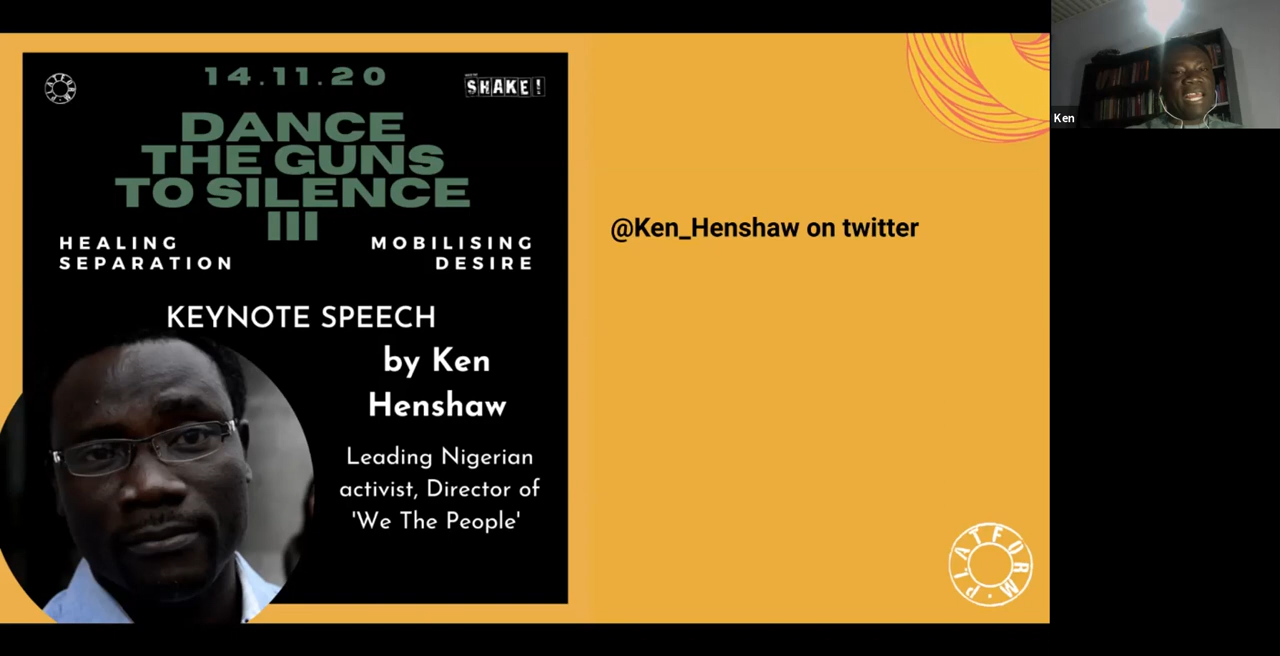 PLATFORM
14.11.20
SHAKE!
DANCE
THE GUNS
TO SILENCE
III
HEALING
SEPARATION
MOBILISING
DESIRE
KEYNOTE SPEECH
by Ken
Henshaw
Leading Nigerian
activist, Director of
'We The People'
@Ken_Henshaw on twitter
Ken
PLATFORM